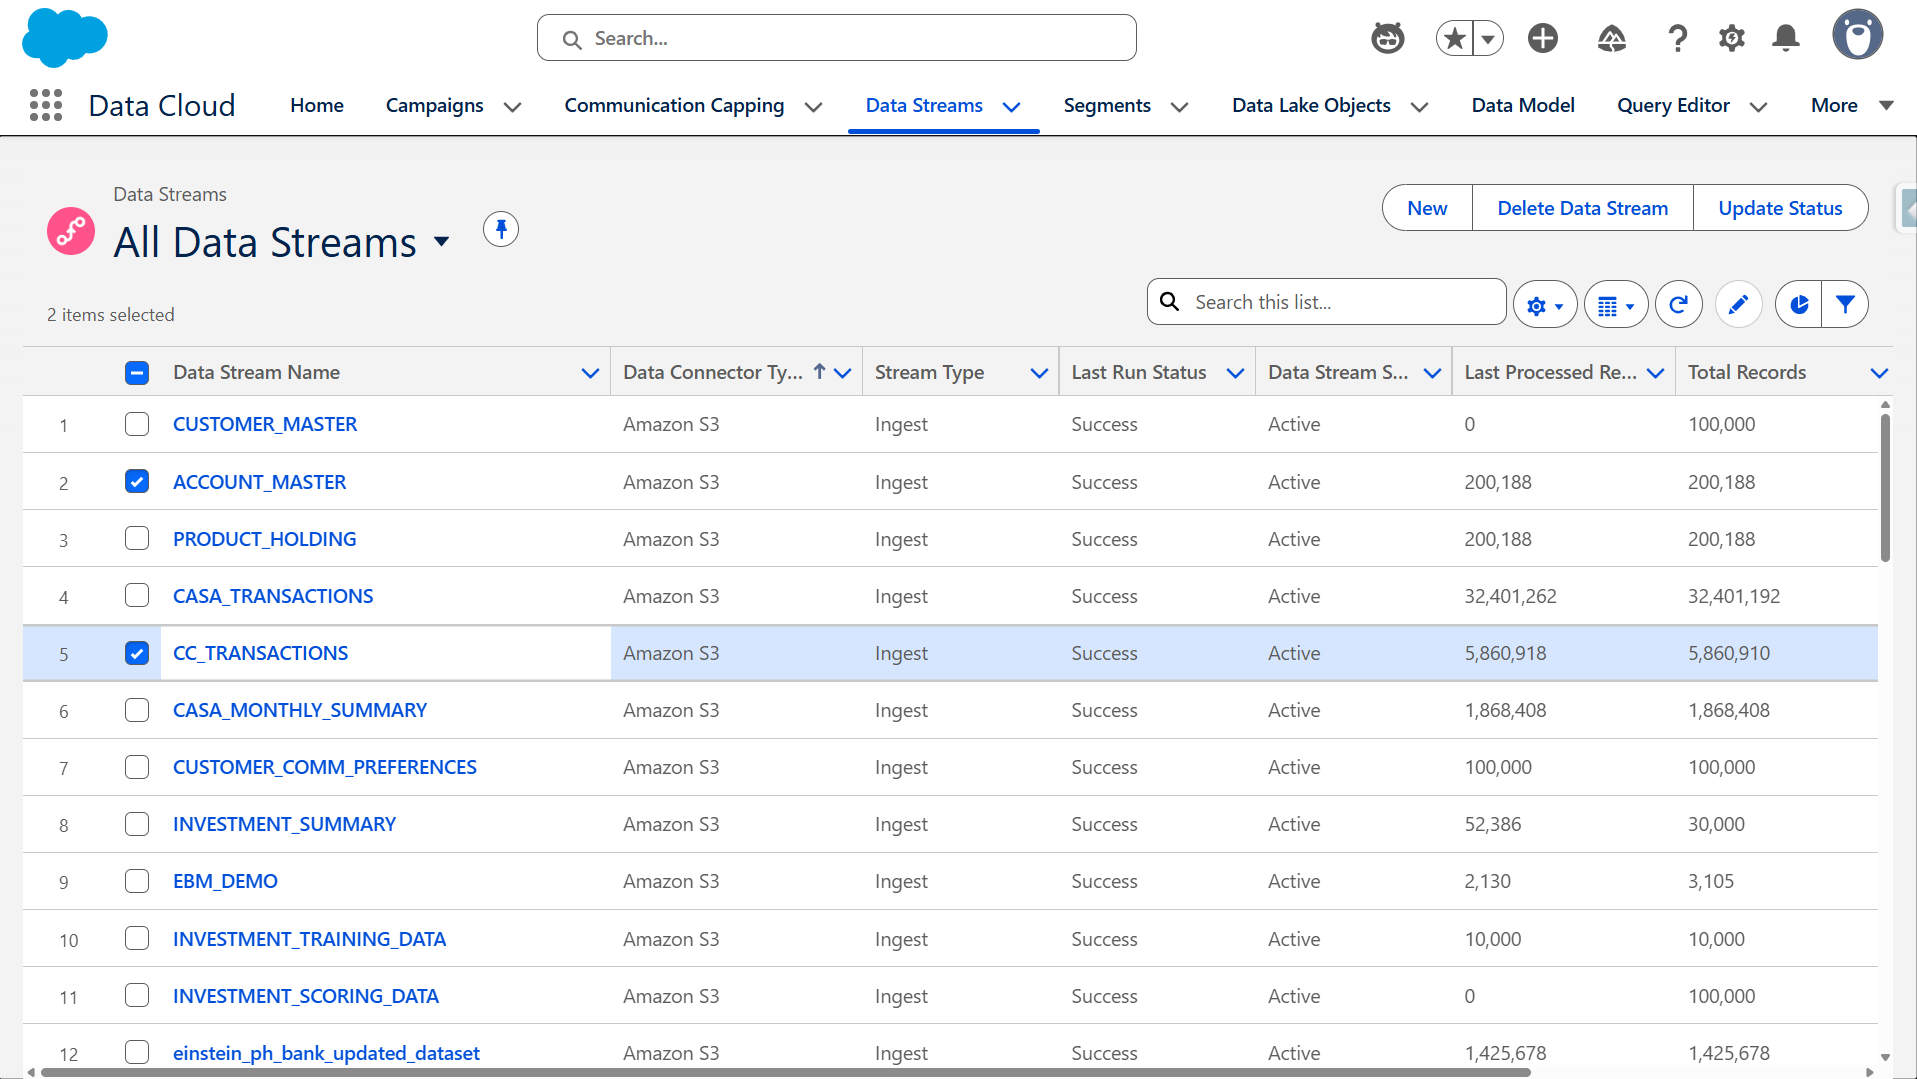 Search...
Data Cloud Home Campaigns Communication Capping Data Streams Segments Data Lake Objects Data Model Query Editor More
Data Streams
All Data Streams
New Delete Data Stream Update Status
2 items selected
Search this list...
Data Stream Name Data Connector Ty... Stream Type Last Run Status Data Stream S... Last Processed Re... Total Records
1 CUSTOMER_MASTER Amazon S3 Ingest Success Active 0 100,000
2 ACCOUNT_MASTER Amazon S3 Ingest Success Active 200,188 200,188
3 PRODUCT_HOLDING Amazon S3 Ingest Success Active 200,188 200,188
4 CASA_TRANSACTIONS Amazon S3 Ingest Success Active 32,401,262 32,401,192
5 CC_TRANSACTIONS Amazon S3 Ingest Success Active 5,860,918 5,860,910
6 CASA_MONTHLY_SUMMARY Amazon S3 Ingest Success Active 1,868,408 1,868,408
7 CUSTOMER_COMM_PREFERENCES Amazon S3 Ingest Success Active 100,000 100,000
8 INVESTMENT_SUMMARY Amazon S3 Ingest Success Active 52,386 30,000
9 EBM_DEMO Amazon S3 Ingest Success Active 2,130 3,105
10 INVESTMENT_TRAINING_DATA Amazon S3 Ingest Success Active 10,000 10,000
11 INVESTMENT_SCORING_DATA Amazon S3 Ingest Success Active 0 100,000
12 einstein_ph_bank_updated_dataset Amazon S3 Ingest Success Active 1,425,678 1,425,678